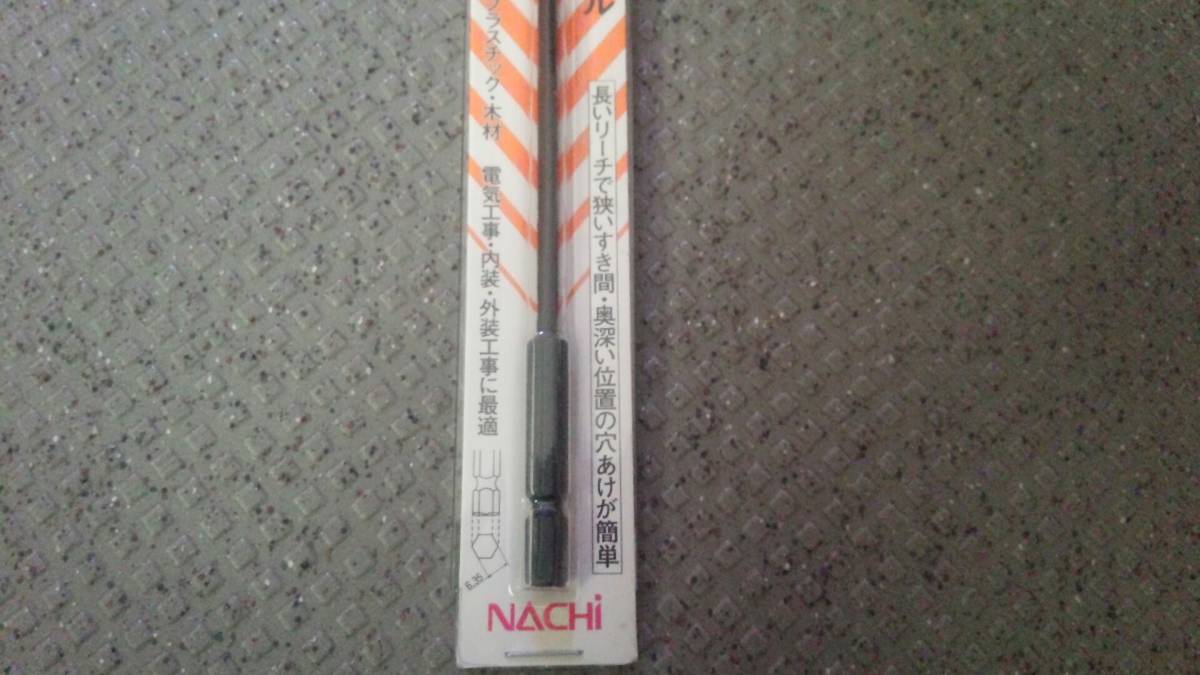 ル
長いリーチで狭いすき間・奥深い位置の穴あけが簡単
プラスチック・木材 電気工事・内装・外装工事に最適
6.35
NACHi